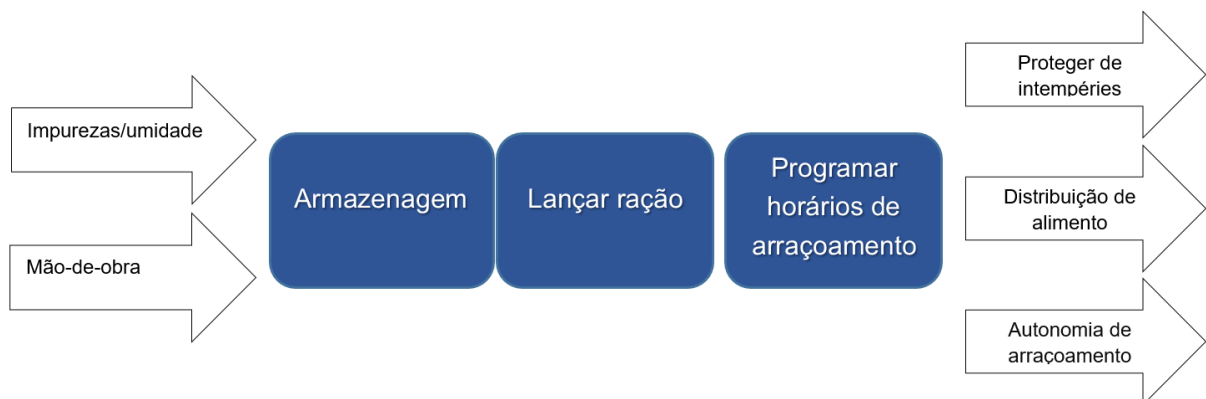 Impurezas/umidade
Mão-de-obra
Armazenagem
Lançar ração
Programar
horários de
arraçoamento
Proteger de
intempéries
Distribuição de
alimento
Autonomia de
arraçoamento